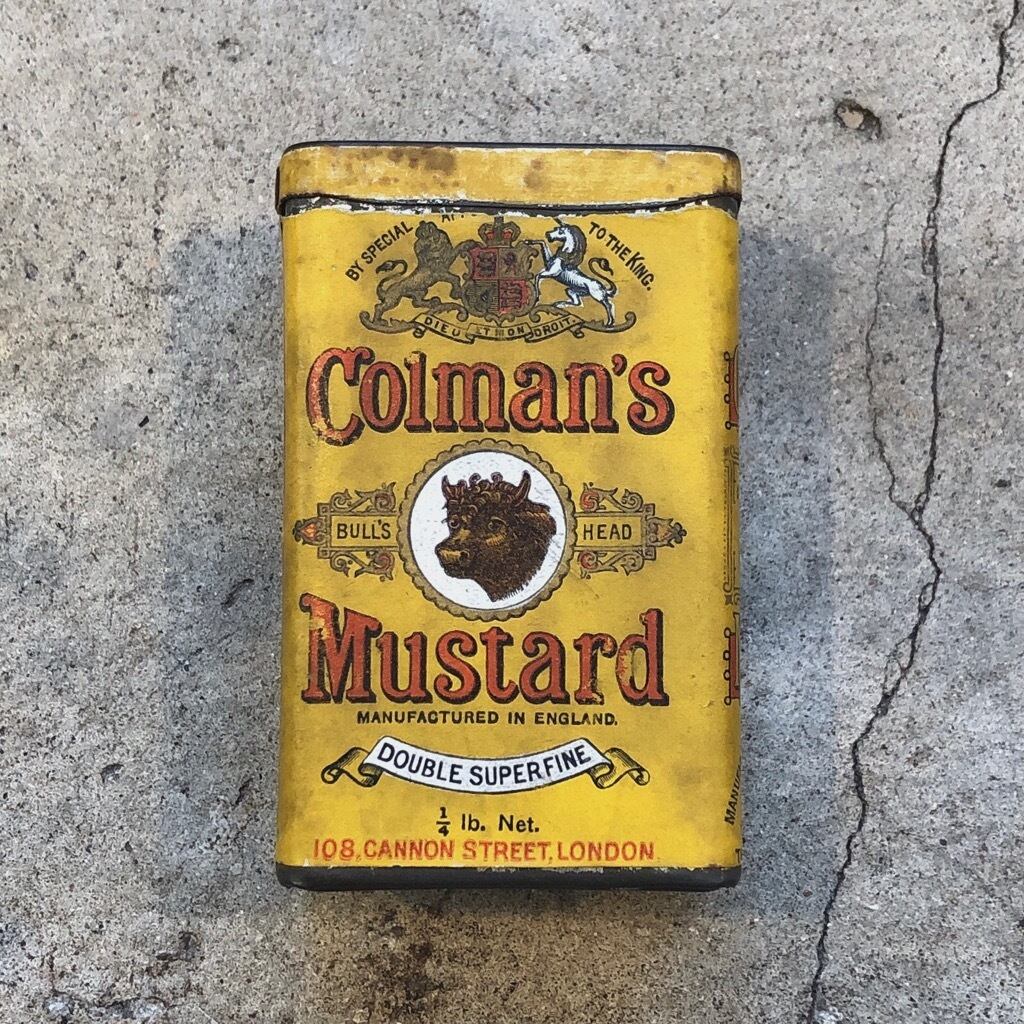 BY SPECIAL
TO THE KING.
DIEU ET MON DROIT.
Colman's
BULL'S HEAD
Mustard
MANUFACTURED IN ENGLAND.
DOUBLE SUPERFINE
¼ lb. Net.
108, CANNON STREET, LONDON